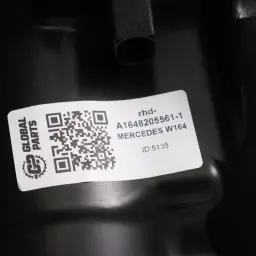 GLOBAL
PARTS
rhd-
A1648205561-1
MERCEDES W164
ID:5135